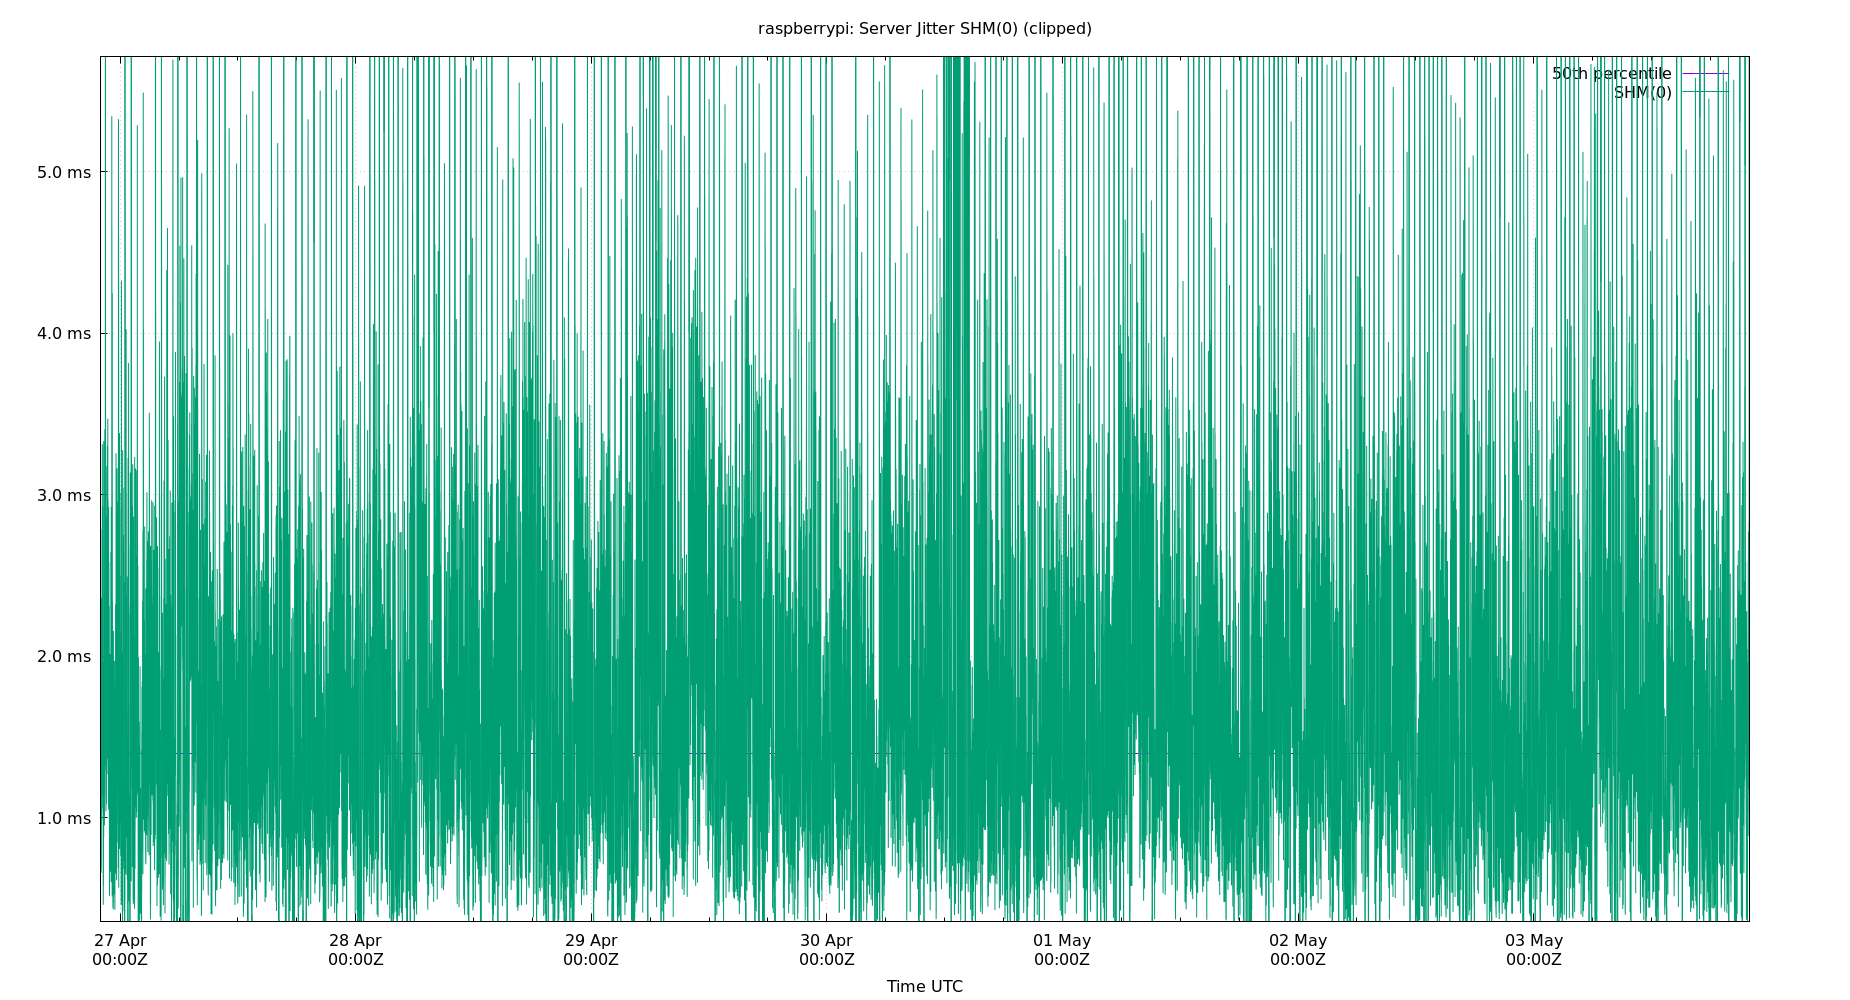 raspberrypi: Server Jitter SHM(0) (clipped)
50th percentile
SHM(0)
5.0 ms
4.0 ms
3.0 ms
2.0 ms
1.0 ms
27 Apr 28 Apr 29 Apr 30 Apr 01 May 02 May 03 May
00:00Z 00:00Z 00:00Z 00:00Z 00:00Z 00:00Z 00:00Z
Time UTC